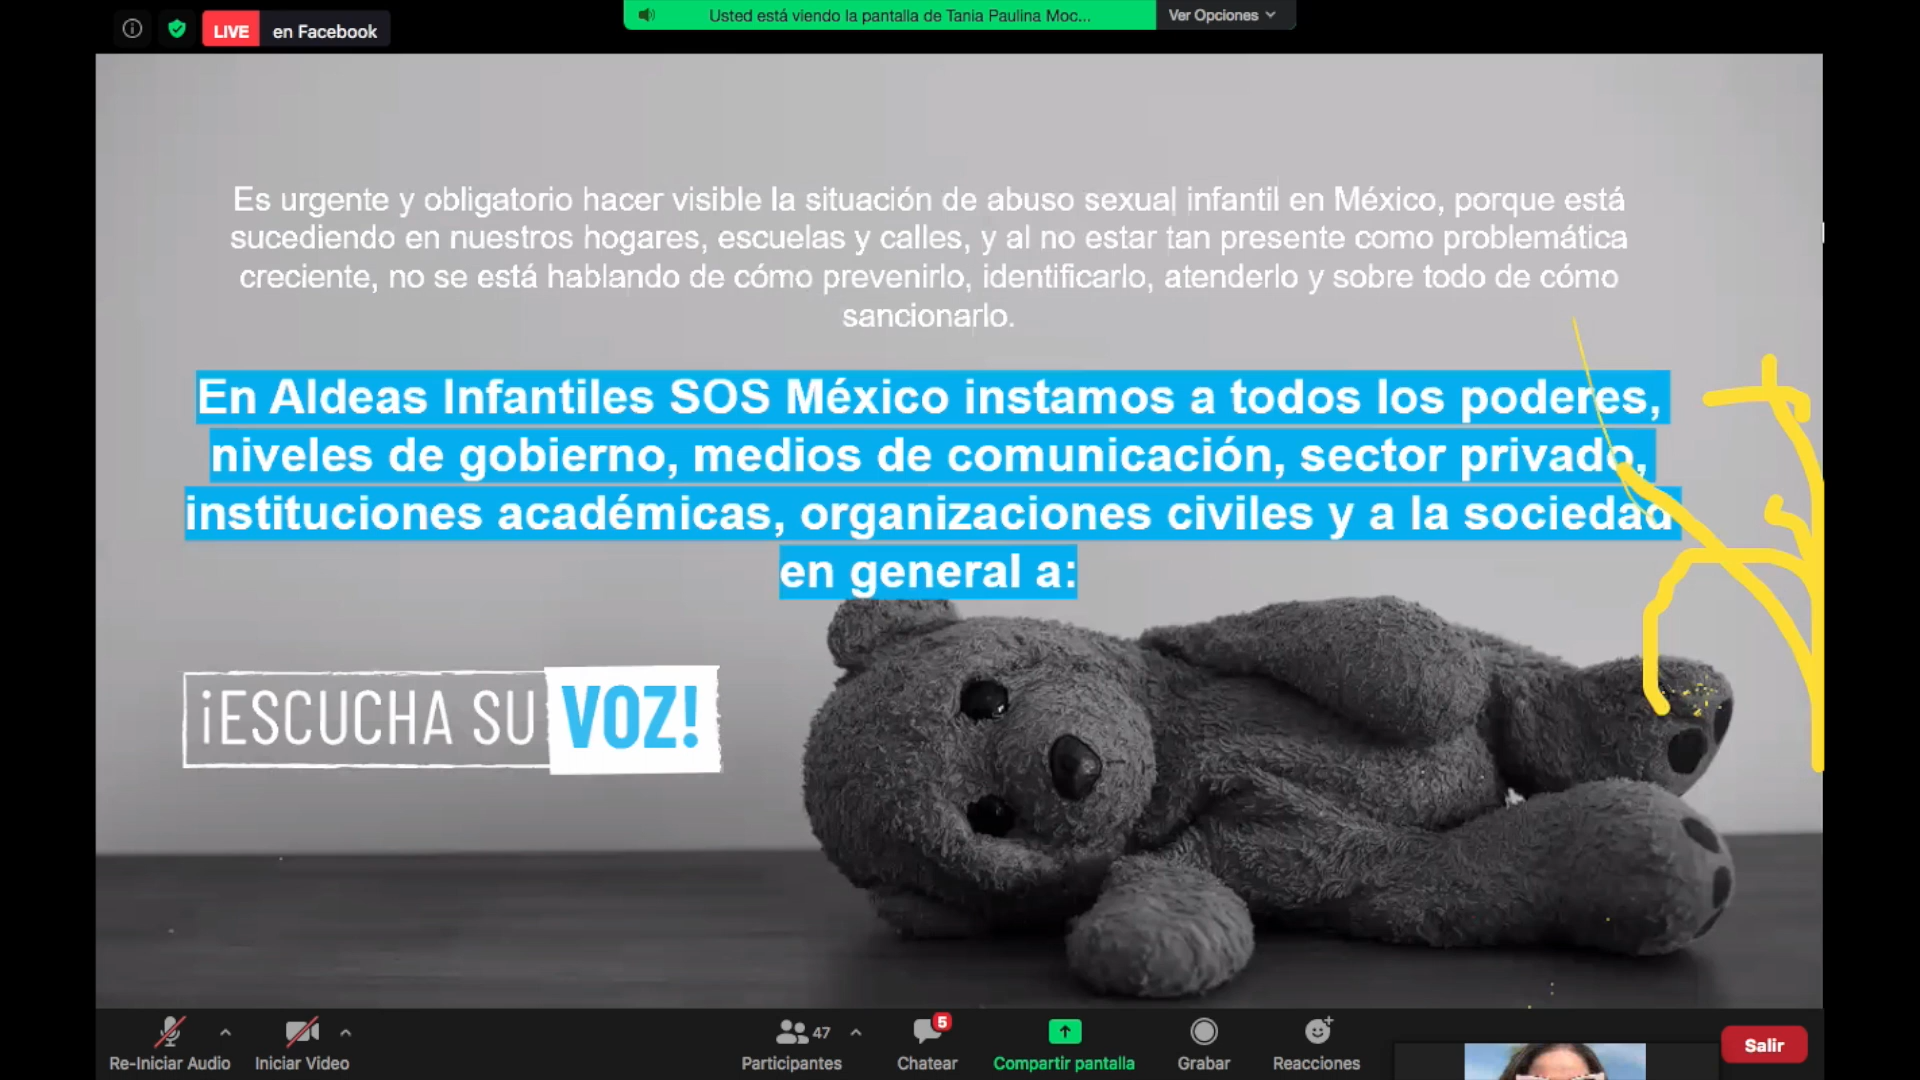 LIVE en Facebook
Usted está viendo la pantalla de Tania Paulina Moc...
Ver Opciones
Es urgente y obligatorio hacer visible la situación de abuso sexual infantil en México, porque está
sucediendo en nuestros hogares, escuelas y calles, y al no estar tan presente como problemática
creciente, no se está hablando de cómo prevenirlo, identificarlo, atenderlo y sobre todo de cómo
sancionarlo.
En Aldeas Infantiles SOS México instamos a todos los poderes,
niveles de gobierno, medios de comunicación, sector privado,
instituciones académicas, organizaciones civiles y a la sociedad
en general a:
¡ESCUCHA SU VOZ!
47
5
Re-Iniciar Audio
Iniciar Video
Participantes
Chatear
Compartir pantalla
Grabar
Reacciones
Salir